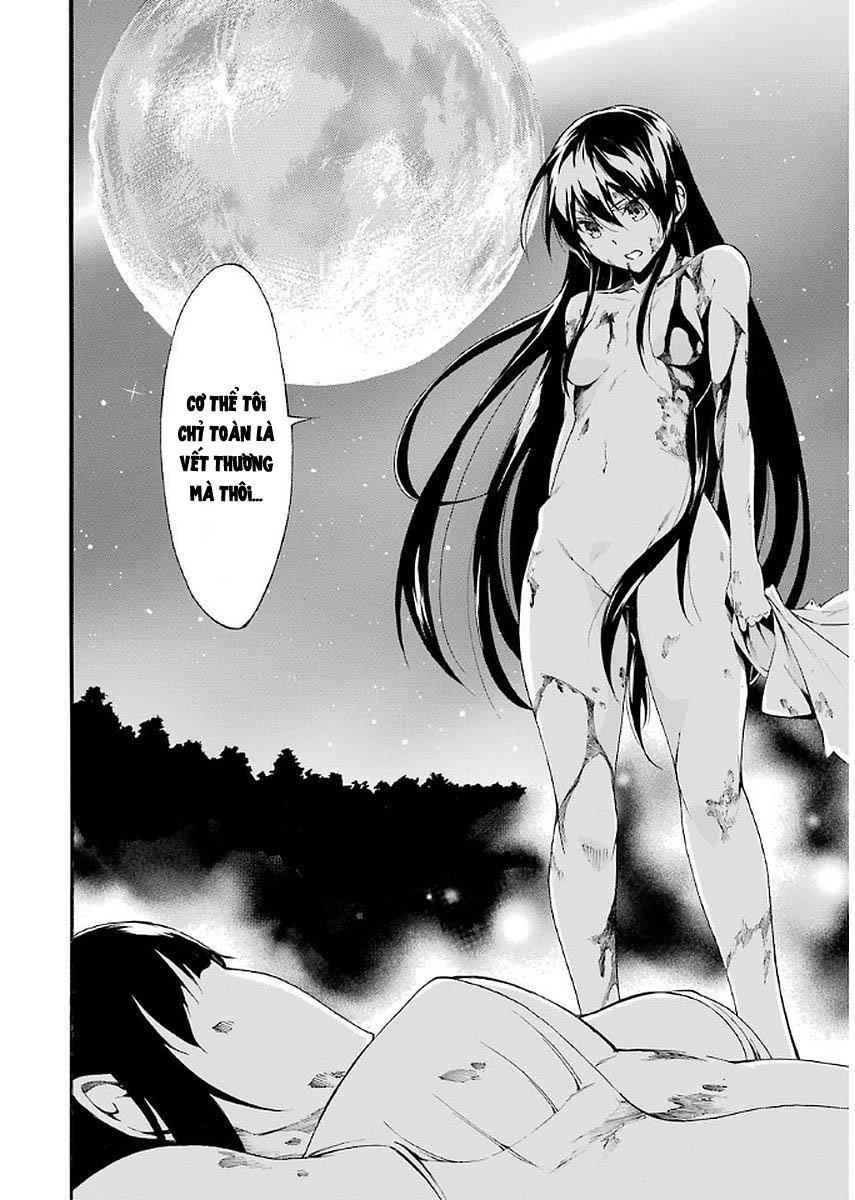 CƠ THỂ TÔI
CHỈ TOÀN LÀ
VẾT THƯƠNG
MÀ THÔI...